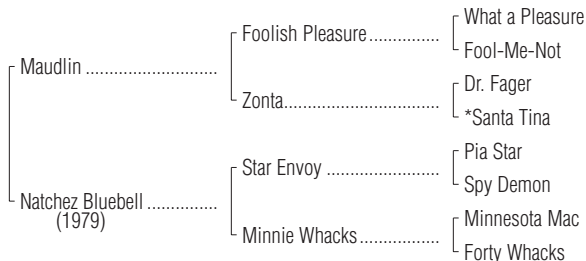 What a Pleasure
Foolish Pleasure...............
Fool-Me-Not
Maudlin ............................
Dr. Fager
Zonta.................................
*Santa Tina
Pia Star
Star Envoy ........................
Spy Demon
Natchez Bluebell ..............
(1979)
Minnesota Mac
Minnie Whacks.................
Forty Whacks